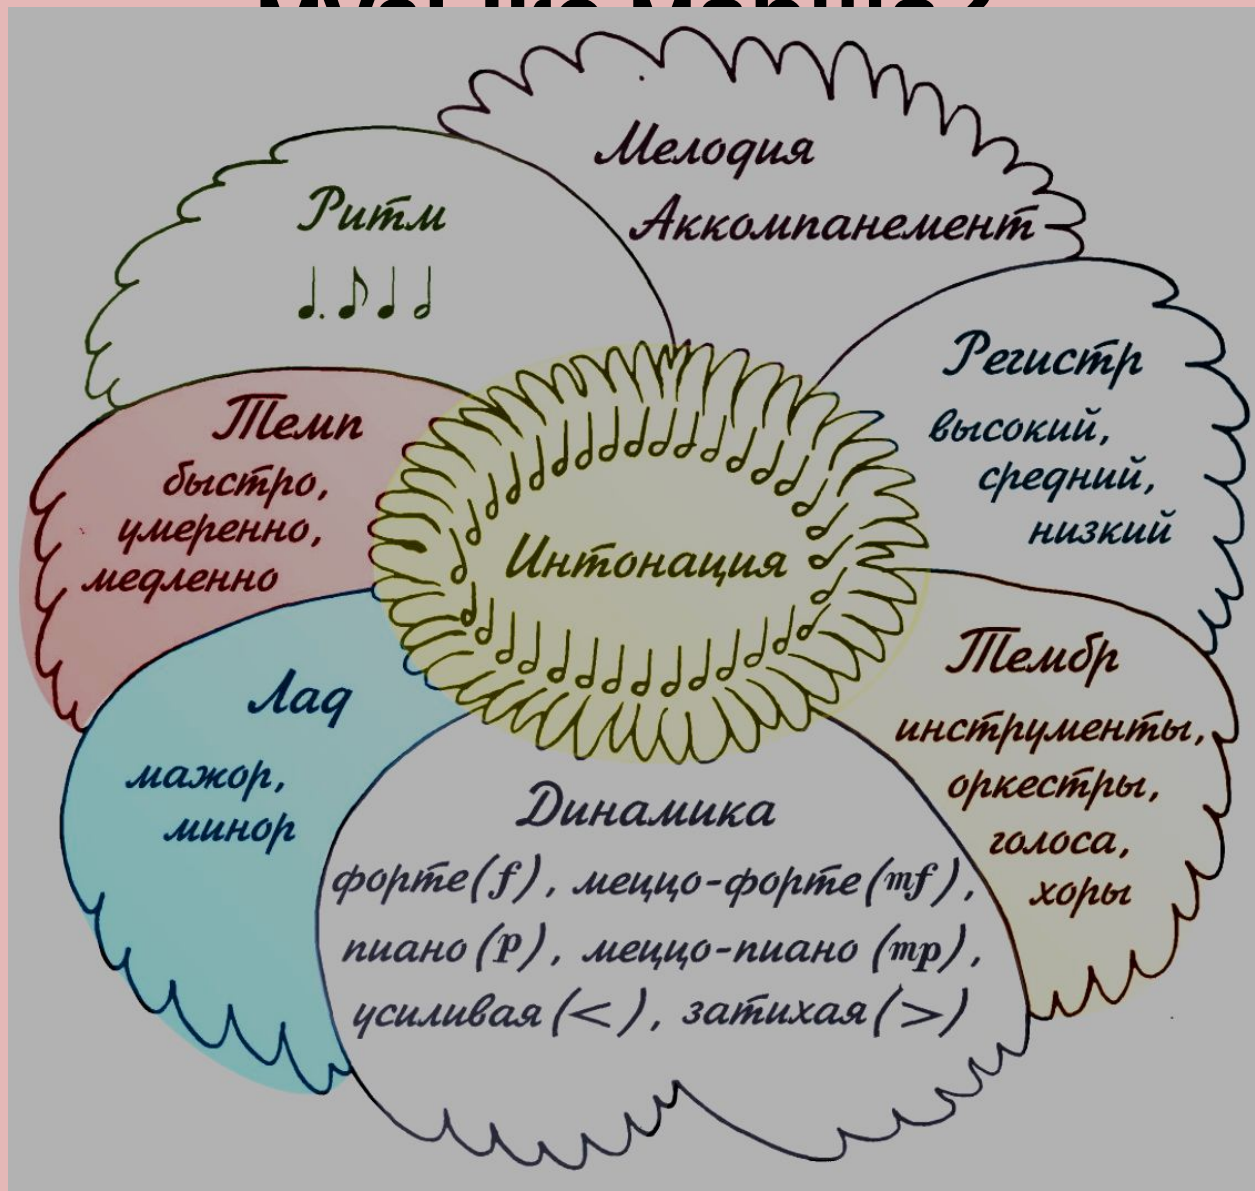 Мелодия
Аккомпанемент
Ритм
Регистр
высокий,
средний,
низкий
Темп
быстро,
умеренно,
медленно
Интонация
Тембр
инструменты,
оркестры,
голоса,
хоры
Лад
мажор,
минор
Динамика
форте (f), меццо-форте (mf),
пиано (p), меццо-пиано (mp),
усиливая (<), затихая (>)